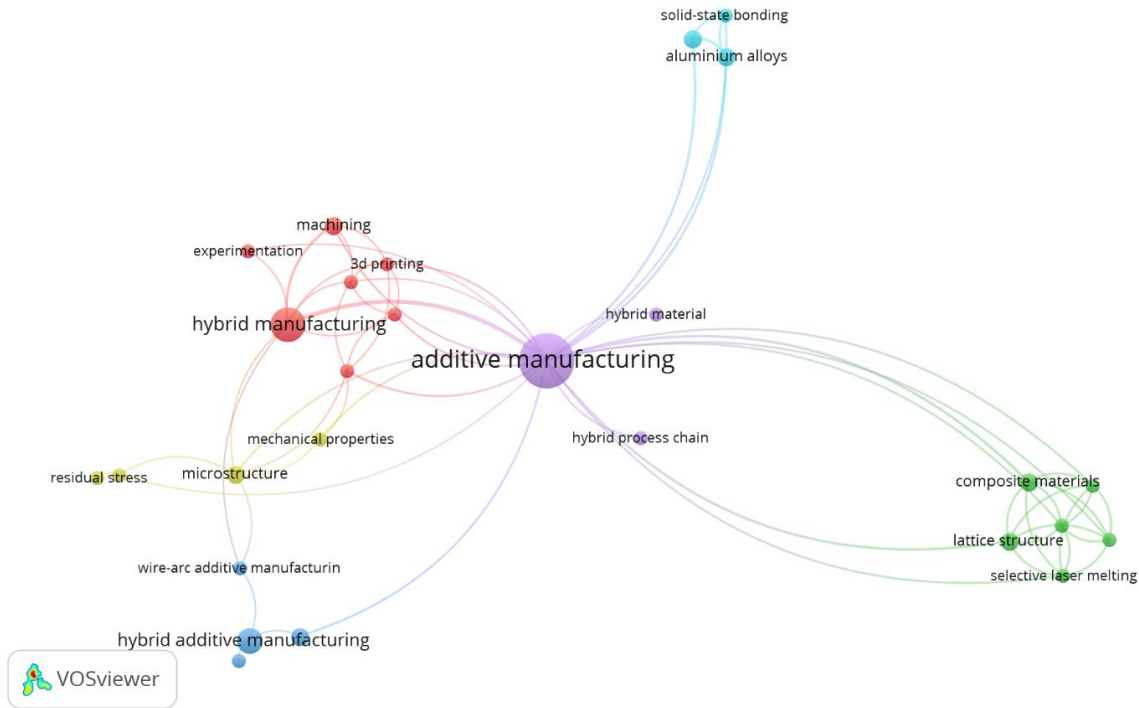 solid-state bonding
aluminium alloys
machining
experimentation
3d printing
hybrid material
hybrid manufacturing
additive manufacturing
hybrid process chain
mechanical properties
microstructure
residual stress
composite materials
lattice structure
selective laser melting
wire-arc additive manufacturin
hybrid additive manufacturing
VOSviewer